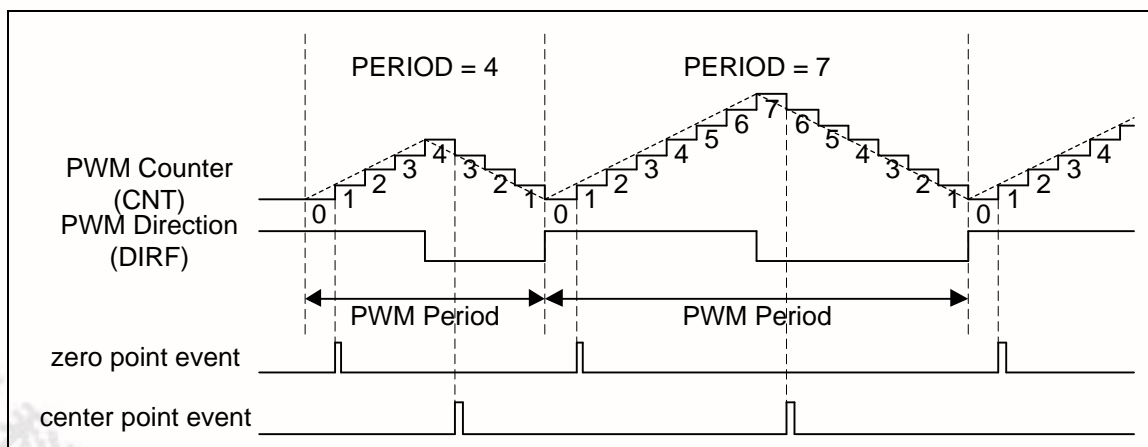 PERIOD = 4
PERIOD = 7
PWM Counter
(CNT)
0 1 2 3 4 3 2 1 0 1 2 3 4 5 6 7 6 5 4 3 2 1 0 1 2 3 4
PWM Direction
(DIRF)
PWM Period
PWM Period
zero point event
center point event